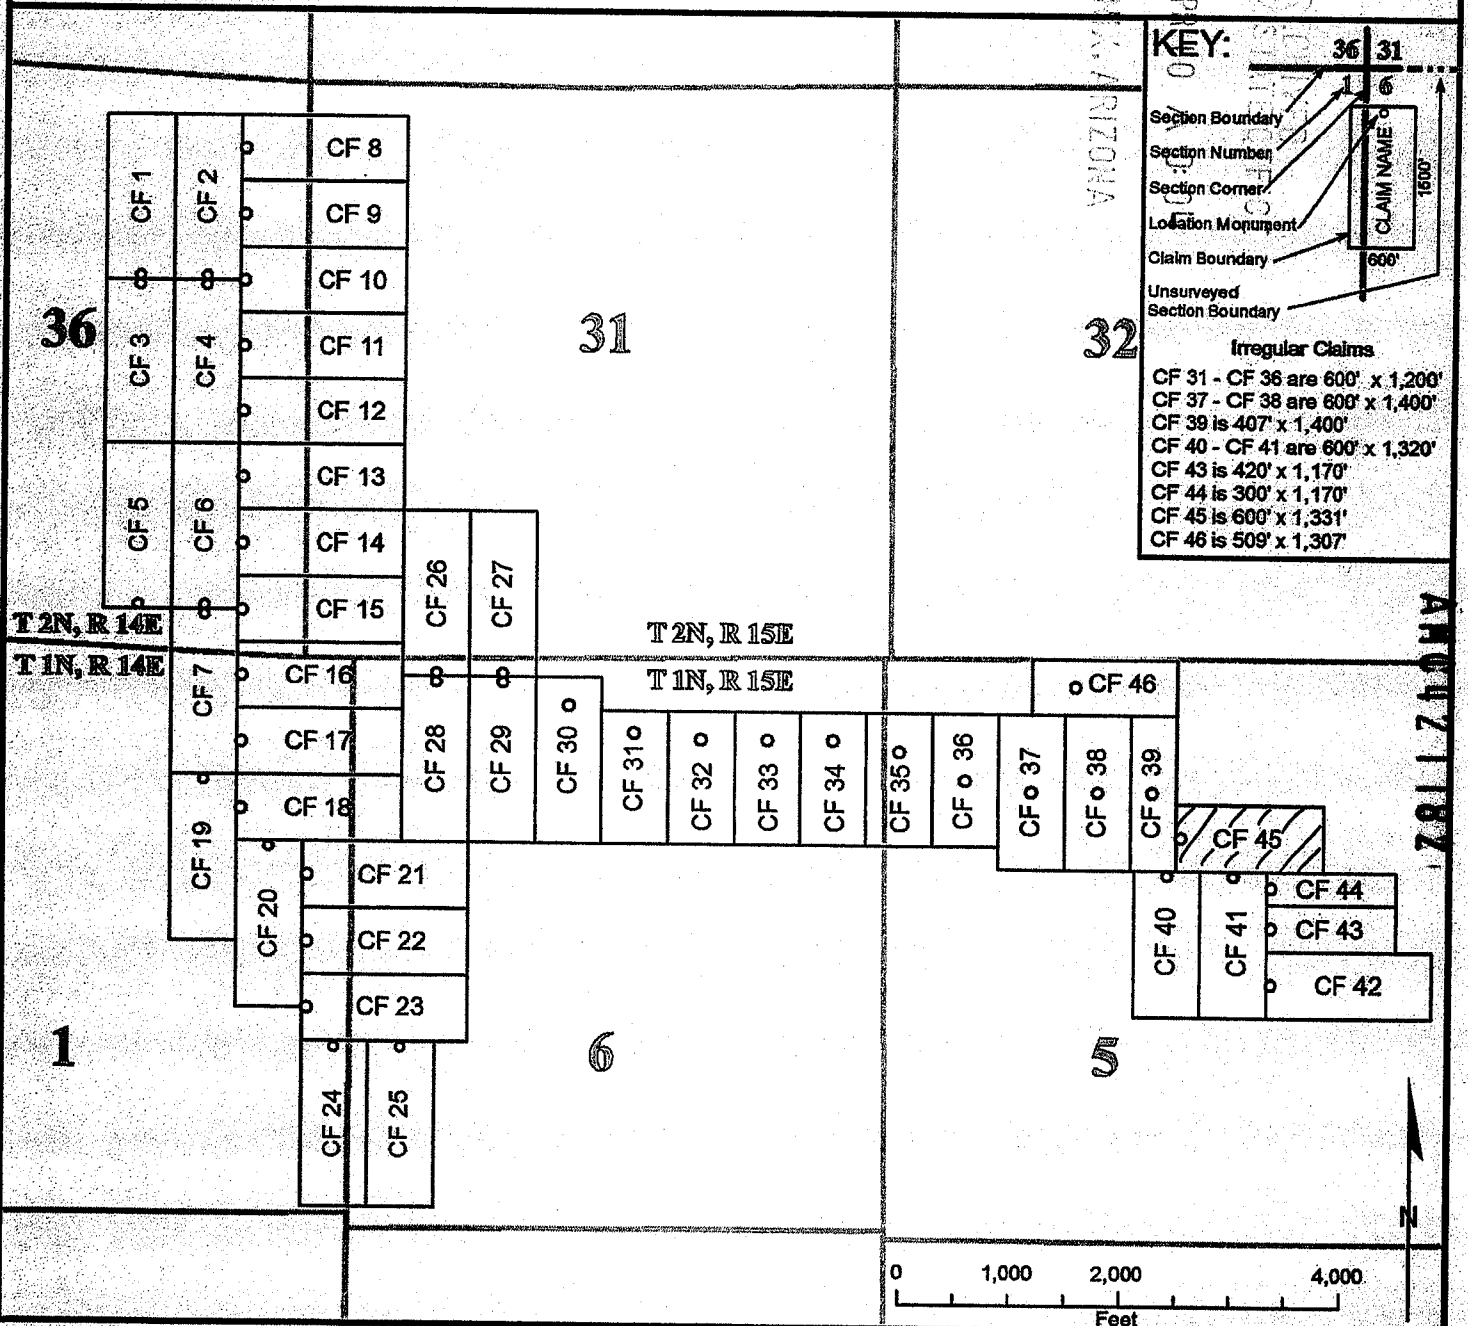 KEY:
36 31
1 6
Section Boundary
Section Number
Section Corner
Location Monument
Claim Boundary
Unsurveyed
Section Boundary
CLAIM NAME
1500'
600'
Irregular Claims
CF 31 - CF 36 are 600' x 1,200'
CF 37 - CF 38 are 600' x 1,400'
CF 39 is 407' x 1,400'
CF 40 - CF 41 are 600' x 1,320'
CF 43 is 420' x 1,170'
CF 44 is 300' x 1,170'
CF 45 is 600' x 1,331'
CF 46 is 509' x 1,307'
ARIZONA
CF 1
CF 2
CF 8
CF 9
CF 10
36
CF 3
CF 4
CF 11
31
32
CF 12
CF 5
CF 6
CF 13
CF 14
CF 15
CF 26
CF 27
T 2N, R 14E
T 2N, R 15E
T 1N, R 14E
T 1N, R 15E
CF 7
CF 16
CF 17
CF 18
CF 28
CF 29
CF 30
CF 31
CF 32
CF 33
CF 34
CF 35
CF 36
CF 37
CF 38
CF 39
CF 46
CF 45
CF 19
CF 20
CF 21
CF 22
CF 23
CF 40
CF 41
CF 44
CF 43
CF 42
1
6
5
CF 24
CF 25
N
0 1,000 2,000 4,000
Feet